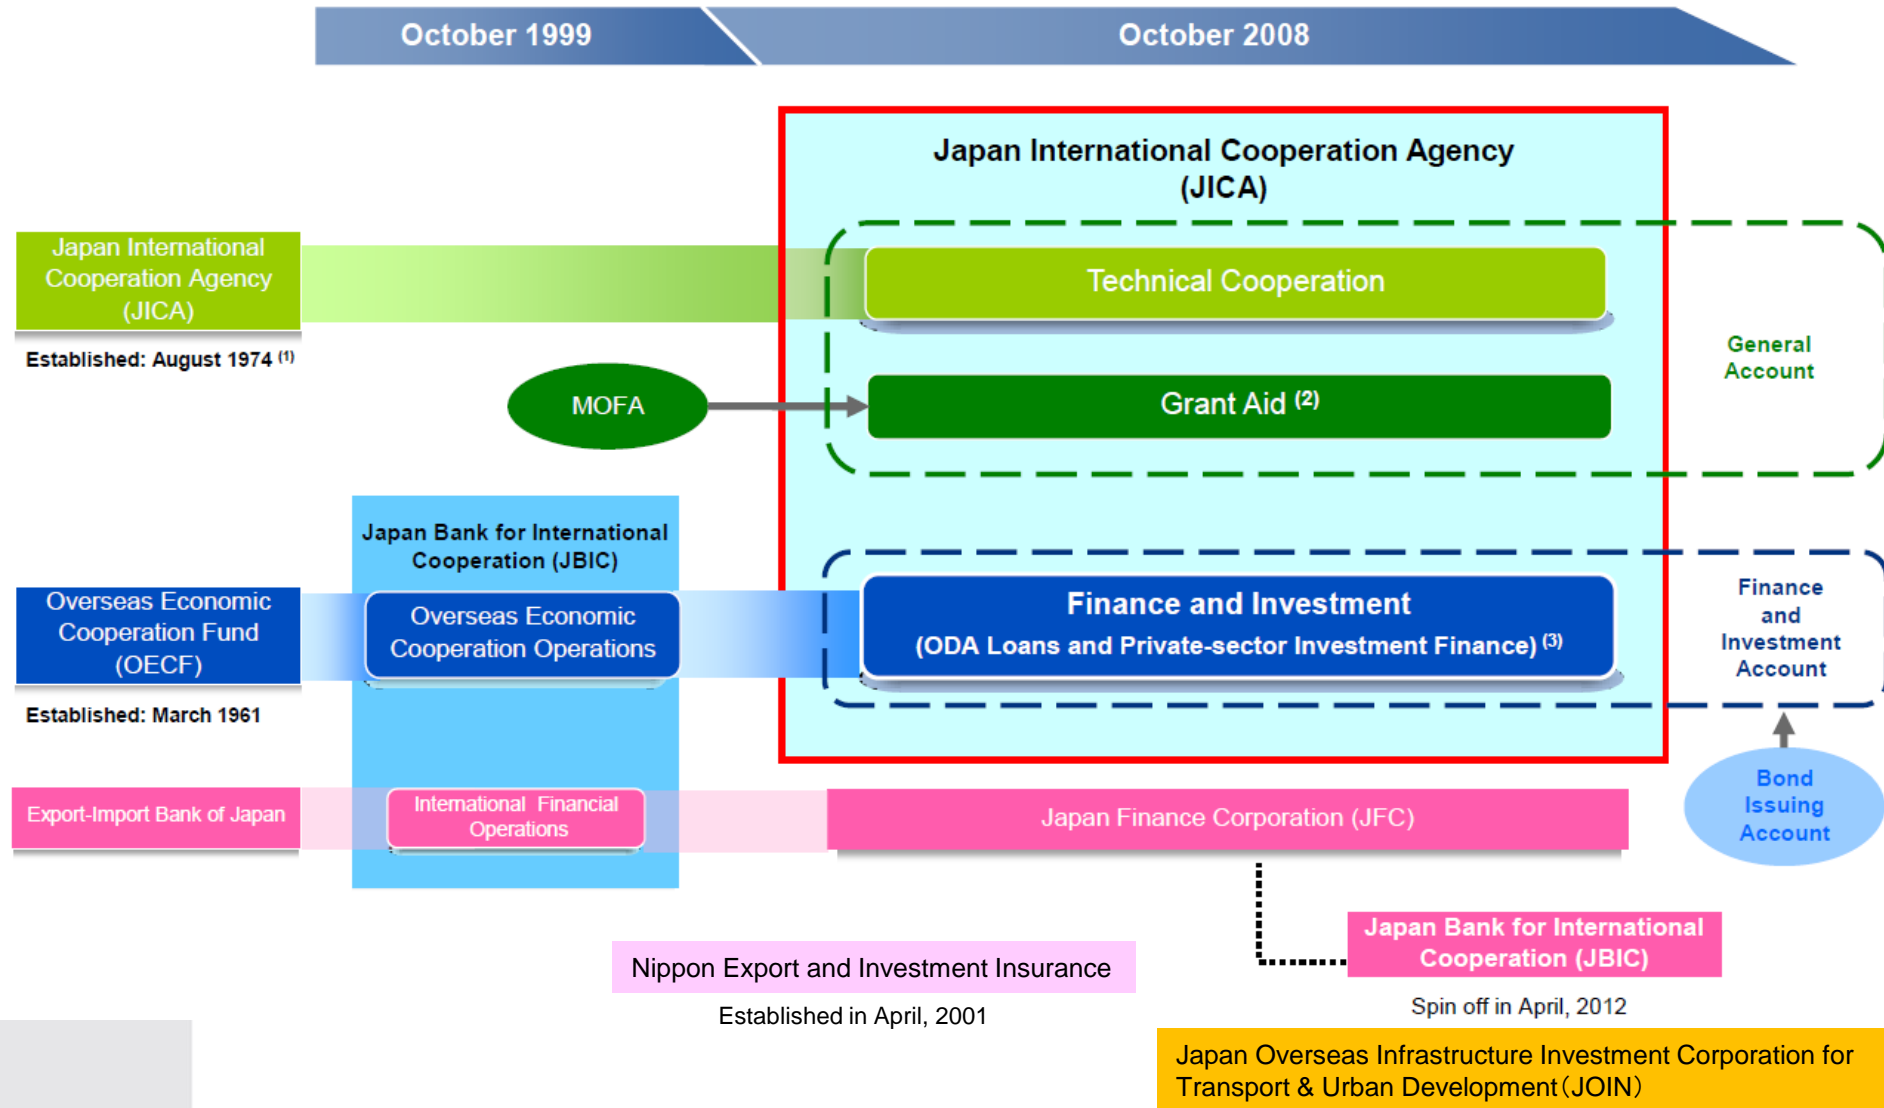 October 1999
October 2008
Japan International Cooperation Agency
(JICA)
Japan International
Cooperation Agency
(JICA)
Established: August 1974 (1)
Technical Cooperation
General
Account
MOFA
Grant Aid (2)
Japan Bank for International
Cooperation (JBIC)
Overseas Economic
Cooperation Fund
(OECF)
Established: March 1961
Overseas Economic
Cooperation Operations
Finance and Investment
(ODA Loans and Private-sector Investment Finance) (3)
Finance
and
Investment
Account
Export-Import Bank of Japan
International Financial
Operations
Japan Finance Corporation (JFC)
Bond
Issuing
Account
Japan Bank for International
Cooperation (JBIC)
Spin off in April, 2012
Nippon Export and Investment Insurance
Established in April, 2001
Japan Overseas Infrastructure Investment Corporation for
Transport & Urban Development（JOIN）